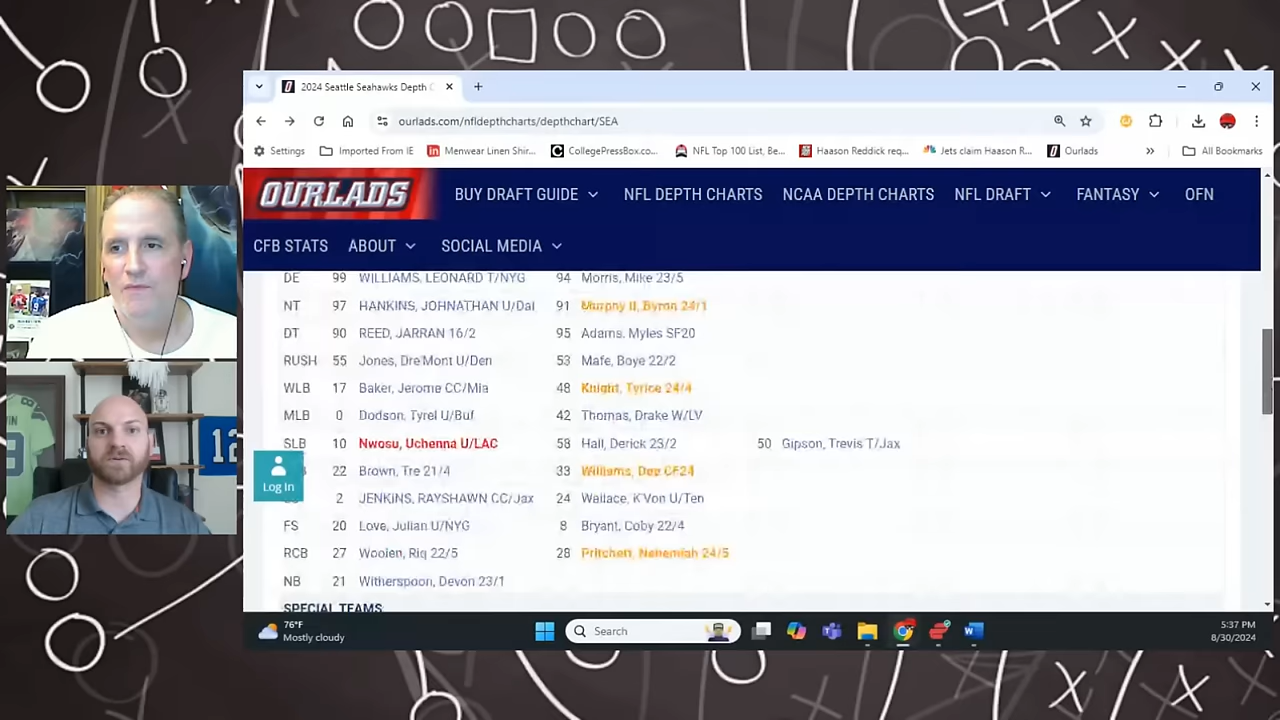 2024 Seattle Seahawks Depth C
ourlads.com/nfldepthcharts/depthchart/SEA
Settings Imported From IE Menwear Linen Shir... CollegePressBox.co... NFL Top 100 List, Be... Haason Reddick req... Jets claim Haason R... Ourlads » All Bookmarks
OURLADS BUY DRAFT GUIDE NFL DEPTH CHARTS NCAA DEPTH CHARTS NFL DRAFT FANTASY OFN
CFB STATS ABOUT SOCIAL MEDIA
DE 99 WILLIAMS, LEONARD T/NYG 94 Morris, Mike 23/5
NT 97 HANKINS, JOHNATHAN U/Dal 91 Murphy II, Byron 24/1
DT 90 REED, JARRAN 16/2 95 Adams, Myles SF20
RUSH 55 Jones, Dre'Mont U/Den 53 Mafe, Boye 22/2
WLB 17 Baker, Jerome CC/Mia 48 Knight, Tyrice 24/4
MLB 0 Dodson, Tyrel U/Buf 42 Thomas, Drake W/LV
SLB 10 Nwosu, Uchenna U/LAC 58 Hall, Derick 23/2 50 Gipson, Trevis T/Jax
22 Brown, Tre 21/4 33 Williams, Dee CF24
2 JENKINS, RAYSHAWN CC/Jax 24 Wallace, K'Von U/Ten
Log In
FS 20 Love, Julian U/NYG 8 Bryant, Coby 22/4
RCB 27 Woolen, Riq 22/5 28 Pritchett, Nehemiah 24/5
NB 21 Witherspoon, Devon 23/1
SPECIAL TEAMS
76°F
Mostly cloudy
Search
5:37 PM
8/30/2024
12